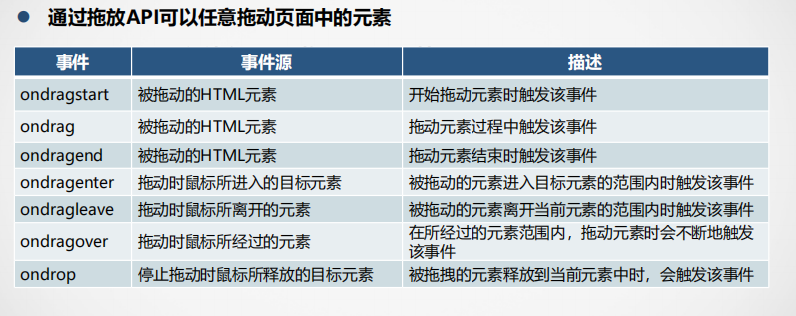 ● 通过拖放API可以任意拖动页面中的元素
事件 事件源 描述
ondragstart 被拖动的HTML元素 开始拖动元素时触发该事件
ondrag 被拖动的HTML元素 拖动元素过程中触发该事件
ondragend 被拖动的HTML元素 拖动元素结束时触发该事件
ondragenter 拖动时鼠标所进入的目标元素 被拖动的元素进入目标元素的范围内时触发该事件
ondragleave 拖动时鼠标所离开的元素 被拖动的元素离开当前元素的范围内时触发该事件
ondragover 拖动时鼠标所经过的元素 在所经过的元素范围内，拖动元素时会不断地触发
该事件
ondrop 停止拖动时鼠标所释放的目标元素 被拖拽的元素释放到当前元素中时，会触发该事件